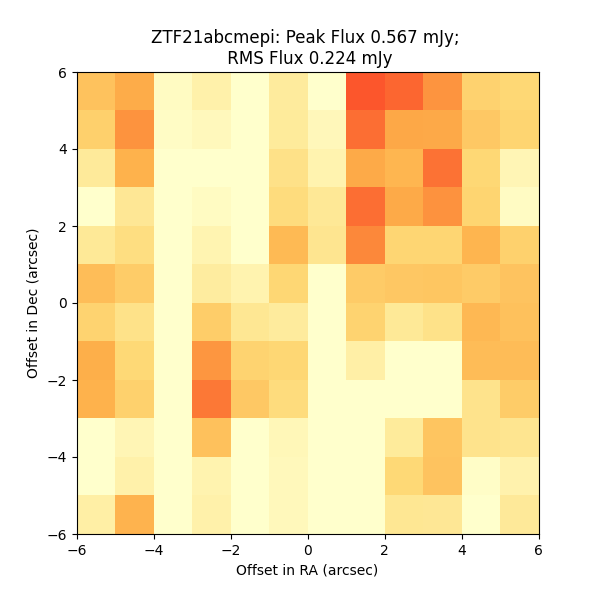 ZTF21abcmepi: Peak Flux 0.567 mJy;
RMS Flux 0.224 mJy
6
4
2
0
−2
−4
−6
Offset in Dec (arcsec)
−6 −4 −2 0 2 4 6
Offset in RA (arcsec)